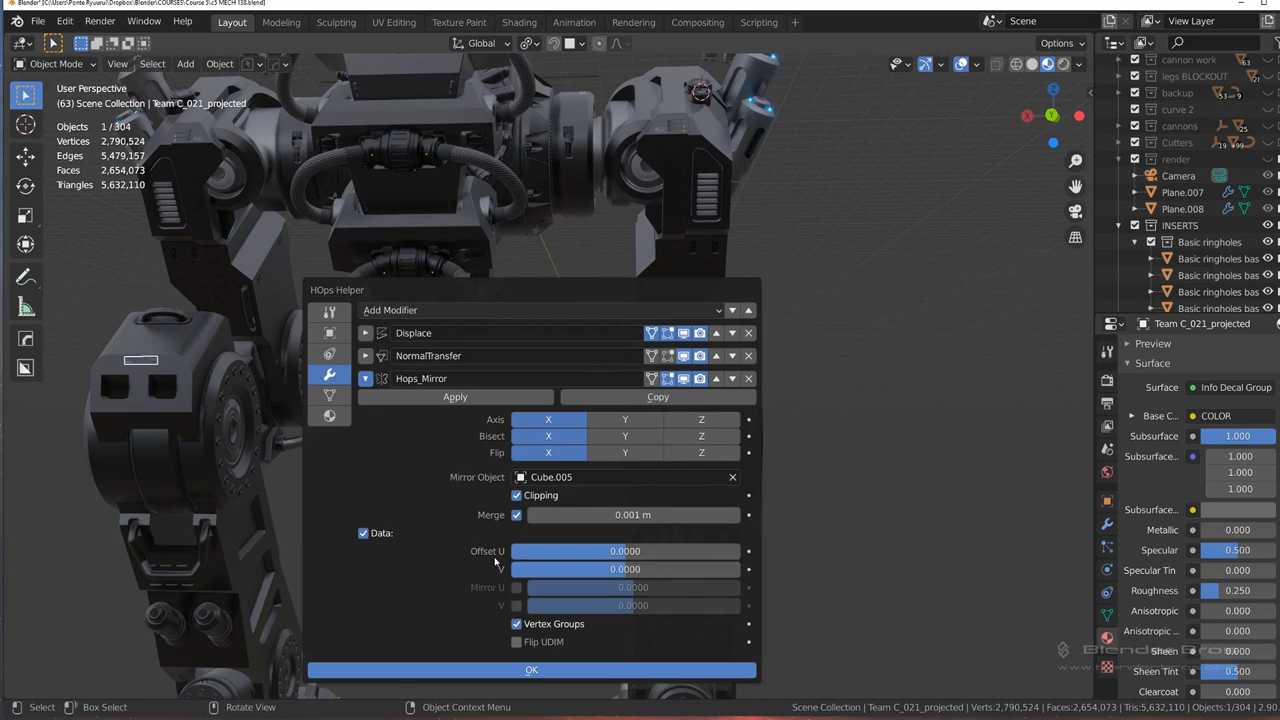 Blender* [C:\Users\Ponte Ryuurui\Dropbox\Blender\COURSES\Course 5\c5 MECH 138.blend]
File Edit Render Window Help Layout Modeling Sculpting UV Editing Texture Paint Shading Animation Rendering Compositing Scripting + Scene View Layer
Global Options
Object Mode View Select Add Object
User Perspective
(63) Scene Collection | Team C_021_projected
Objects 1 / 304
Vertices 2,790,524
Edges 5,479,157
Faces 2,654,073
Triangles 5,632,110
X Y Z
cannon work 63
legs BLOCKOUT
backup 53 9
curve 2
cannons 25
Cutters 19 +99
render
Camera
Plane.007
Plane.008
INSERTS
Basic ringholes
Basic ringholes bas
Basic ringholes bas
Basic ringholes bas
Basic ringholes bas
Team C_021_projected
Preview
Surface
Surface Info Decal Group
Base C... COLOR
Subsurface 1.000
Subsurface... 1.000
1.000
1.000
Subsurface...
Metallic 0.000
Specular 0.500
Specular Tin 0.000
Roughness 0.250
Anisotropic 0.000
Anisotropic... 0.000
Sheen 0.000
Sheen Tint 0.500
Clearcoat 0.000
HOps Helper
Add Modifier
Displace
NormalTransfer
Hops_Mirror
Apply Copy
Axis X Y Z
Bisect X Y Z
Flip X Y Z
Mirror Object Cube.005
Clipping
Merge 0.001 m
Data:
Offset U 0.0000
V 0.0000
Mirror U 0.0000
V 0.0000
Vertex Groups
Flip UDIM
OK
Select Box Select Rotate View Object Context Menu Scene Collection | Team C_021_projected | Verts:2,790,524 | Faces:2,654,073 | Tris:5,632,110 | Objects:1/304 | 2.90